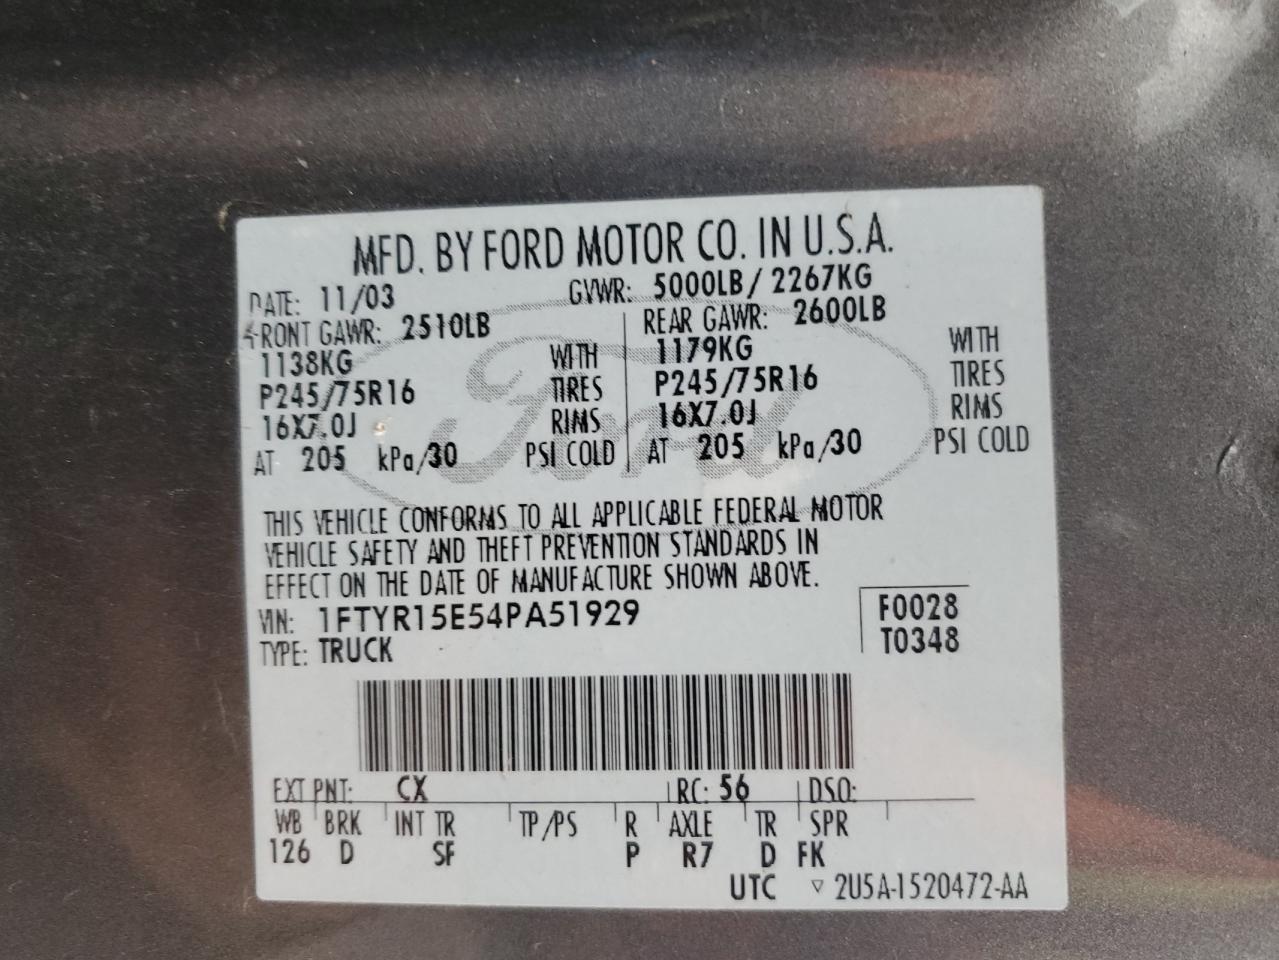 MFD. BY FORD MOTOR CO. IN U.S.A.
DATE: 11/03 GVWR: 5000LB / 2267KG
FRONT GAWR: 2510LB REAR GAWR: 2600LB
1138KG WITH 1179KG WITH
P245/75R16 TIRES P245/75R16 TIRES
16X7.0J RIMS 16X7.0J RIMS
AT 205 kPa/30 PSI COLD AT 205 kPa/30 PSI COLD
Ford
THIS VEHICLE CONFORMS TO ALL APPLICABLE FEDERAL MOTOR
VEHICLE SAFETY AND THEFT PREVENTION STANDARDS IN
EFFECT ON THE DATE OF MANUFACTURE SHOWN ABOVE.
VIN: 1FTYR15E54PA51929 F0028
TYPE: TRUCK T0348
EXT PNT: CX RC: 56 DSO:
WB BRK INT TR TP/PS R AXLE TR SPR
126 D SF P R7 D FK
UTC ▽ 2U5A-1520472-AA